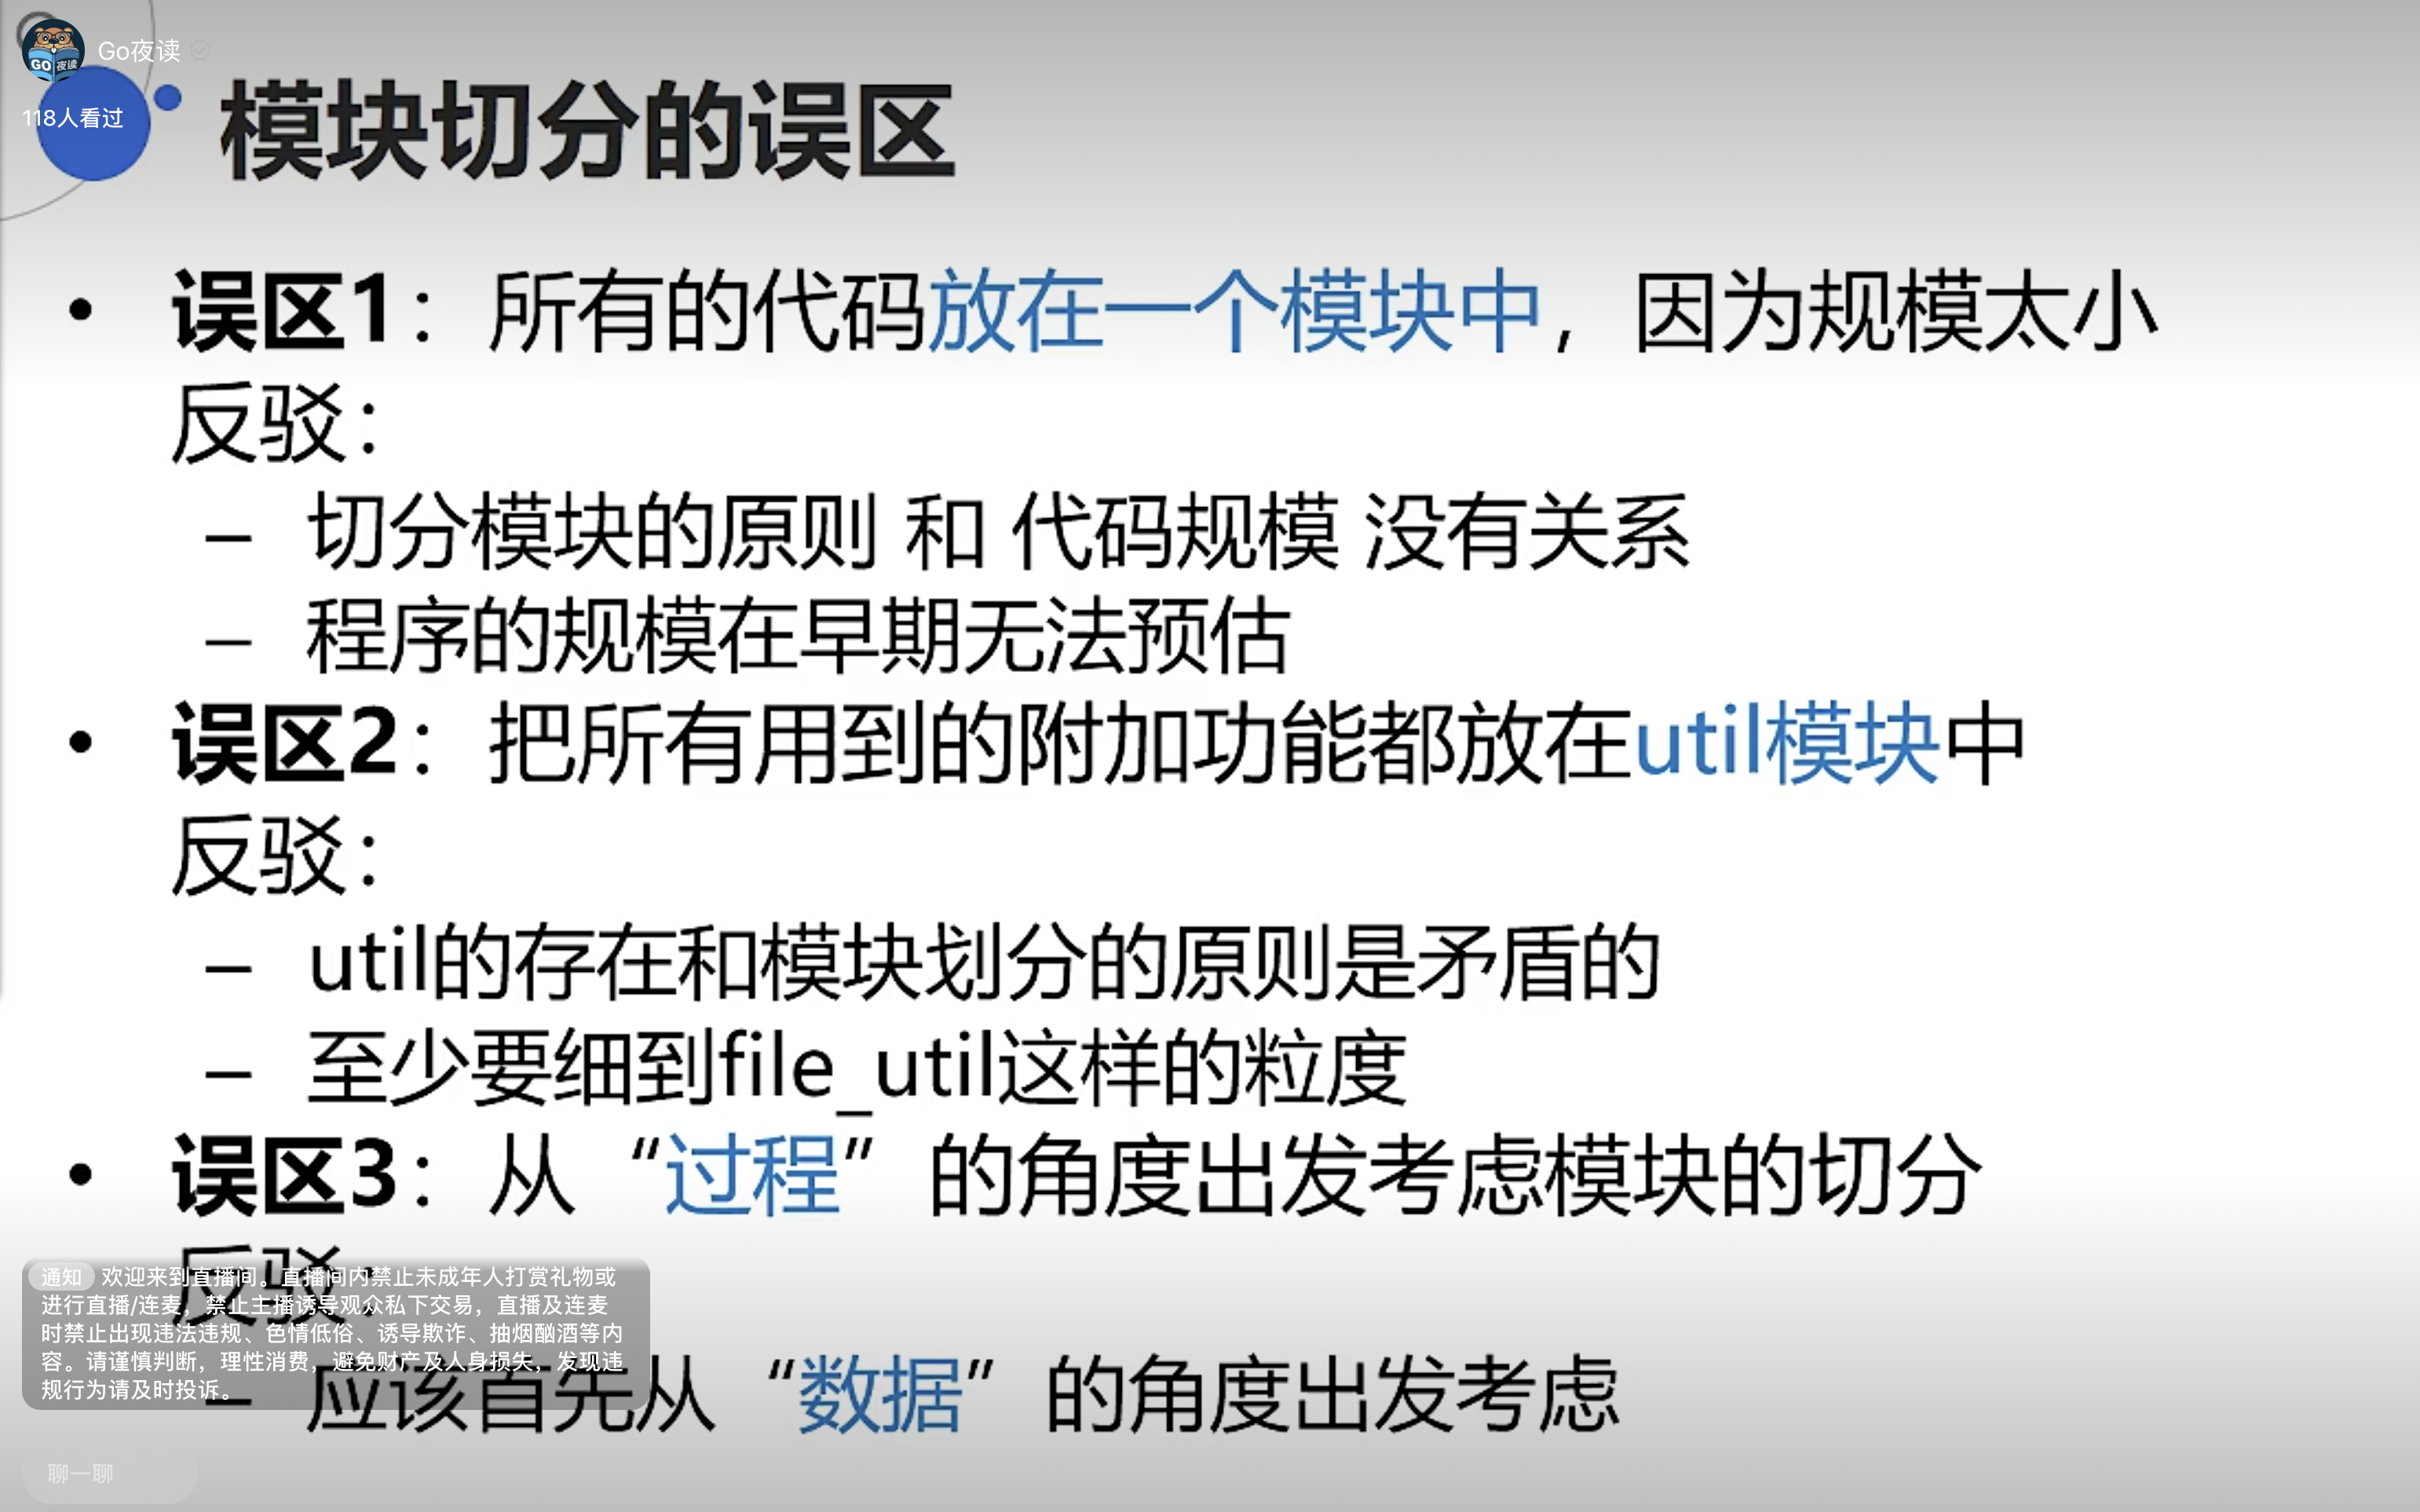 Go夜读
GO 夜读
118人看过
模块切分的误区
• 误区1：所有的代码放在一个模块中，因为规模太小
反驳：
– 切分模块的原则 和 代码规模 没有关系
– 程序的规模在早期无法预估
• 误区2：把所有用到的附加功能都放在util模块中
反驳：
– util的存在和模块划分的原则是矛盾的
– 至少要细到file_util这样的粒度
• 误区3：从“过程”的角度出发考虑模块的切分
反驳：
– 应该首先从“数据”的角度出发考虑
通知 欢迎来到直播间。直播间内禁止未成年人打赏礼物或
进行直播/连麦，禁止主播诱导观众私下交易，直播及连麦
时禁止出现违法违规、色情低俗、诱导欺诈、抽烟酗酒等内
容。请谨慎判断，理性消费，避免财产及人身损失，发现违
规行为请及时投诉。
聊一聊